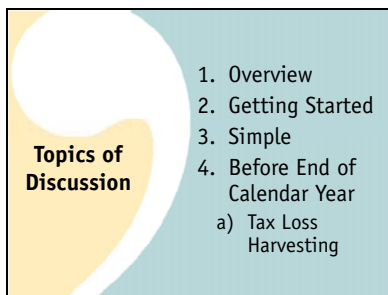 Topics of
Discussion
1. Overview
2. Getting Started
3. Simple
4. Before End of
Calendar Year
a) Tax Loss
Harvesting